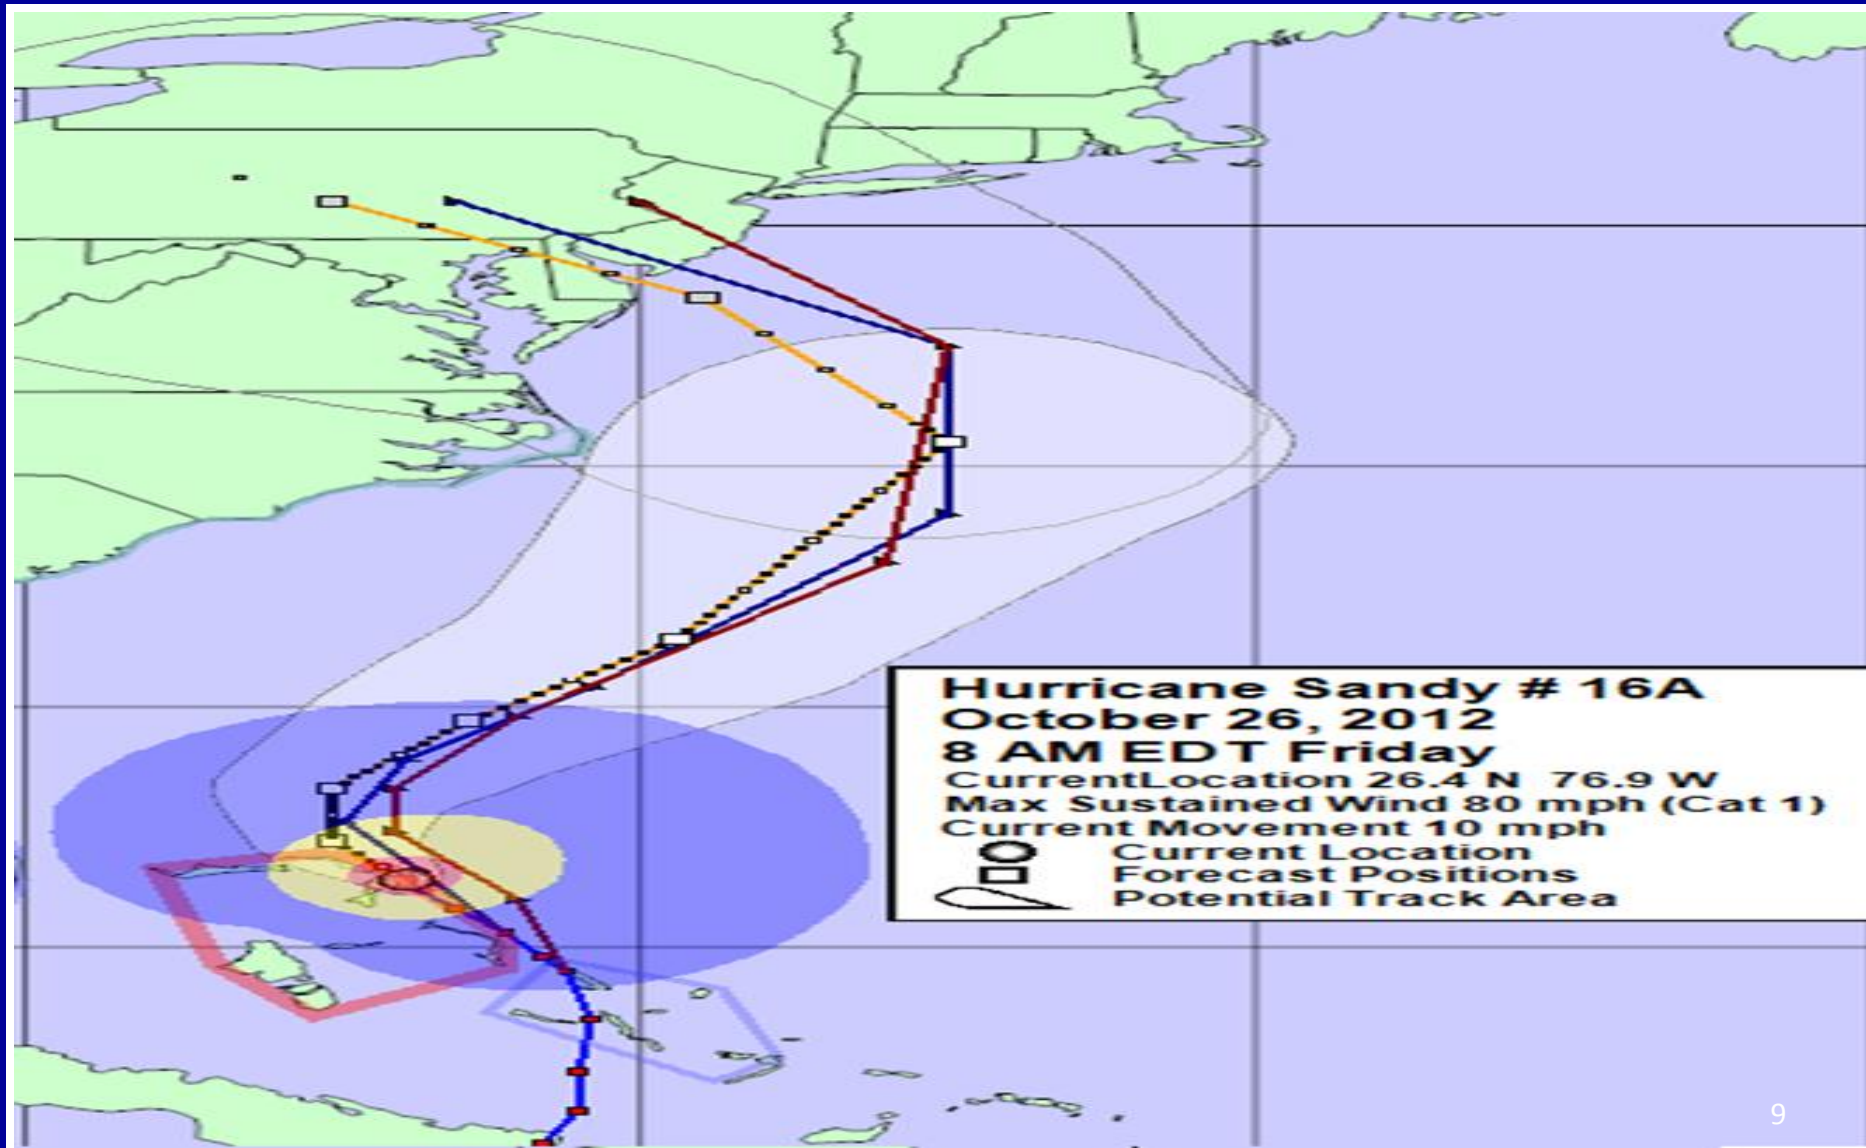 Hurricane Sandy # 16A
October 26, 2012
8 AM EDT Friday
CurrentLocation 26.4 N 76.9 W
Max Sustained Wind 80 mph (Cat 1)
Current Movement 10 mph
Current Location
Forecast Positions
Potential Track Area
9